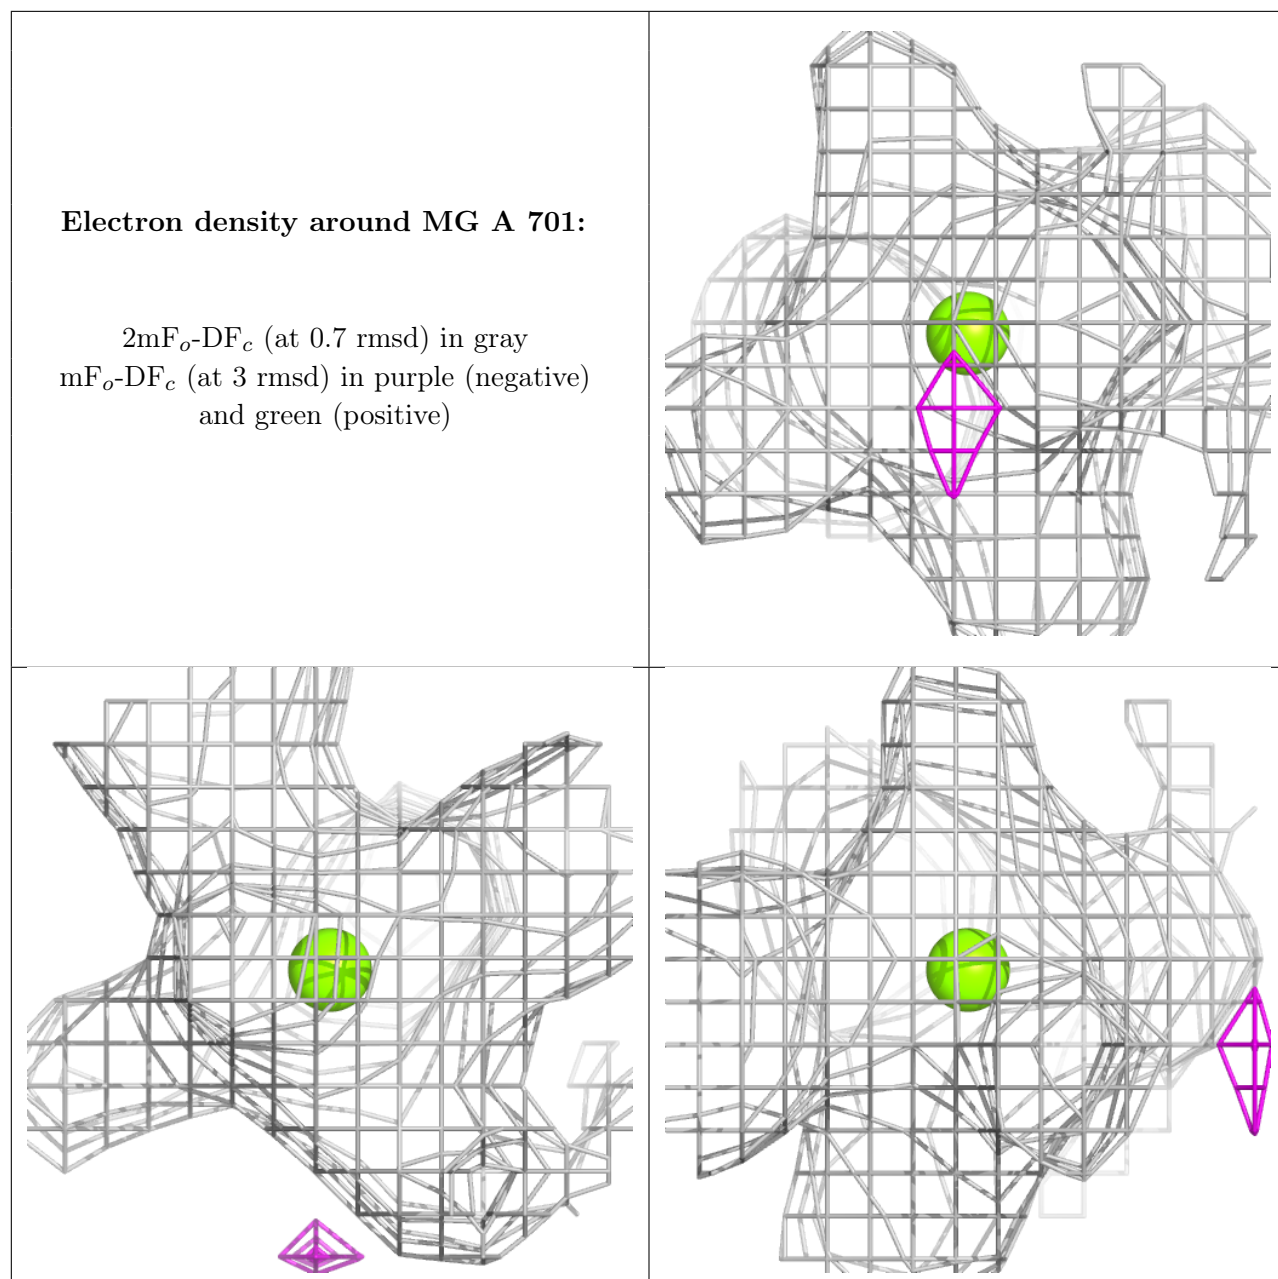 Electron density around MG A 701:
2mFo-DFc (at 0.7 rmsd) in gray
mFo-DFc (at 3 rmsd) in purple (negative)
and green (positive)